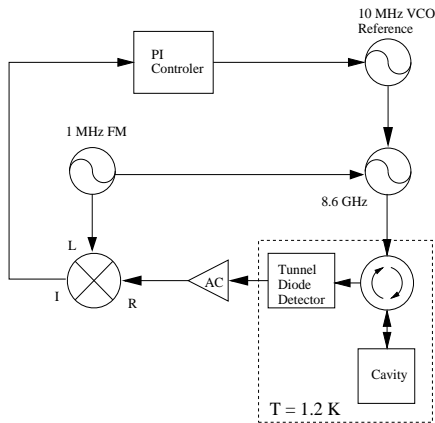 10 MHz VCO
Reference
PI
Controler
1 MHz FM
8.6 GHz
L
I
R
AC
Tunnel
Diode
Detector
Cavity
T = 1.2 K